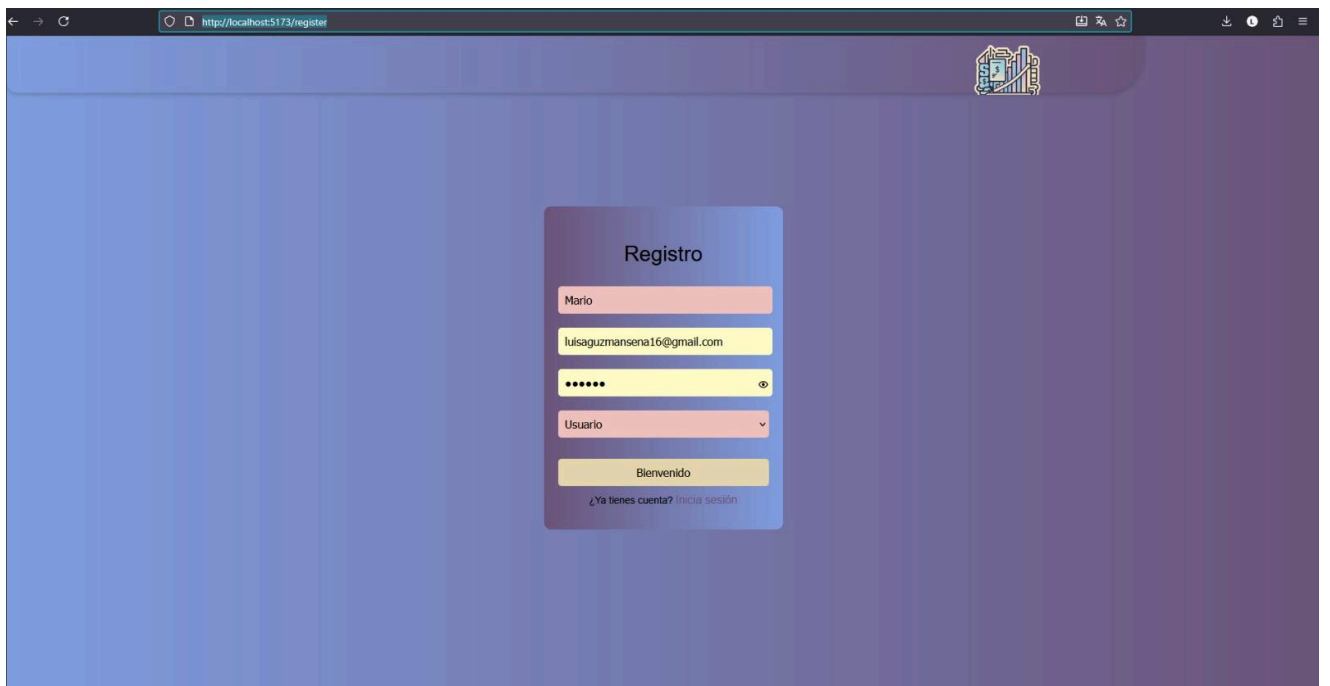 http://localhost:5173/register
Registro
Mario
luisaguzmansena16@gmail.com
••••••
Usuario
Bienvenido
¿Ya tienes cuenta? Inicia sesión